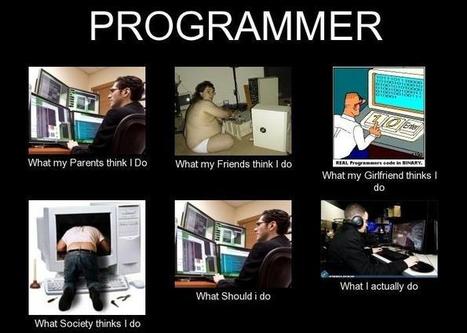 PROGRAMMER
What my Parents think I Do
What my Friends think I do
REAL Programmers code in BINARY.
What my Girlfriend thinks I
do
What Society thinks I do
What Should i do
What I actually do